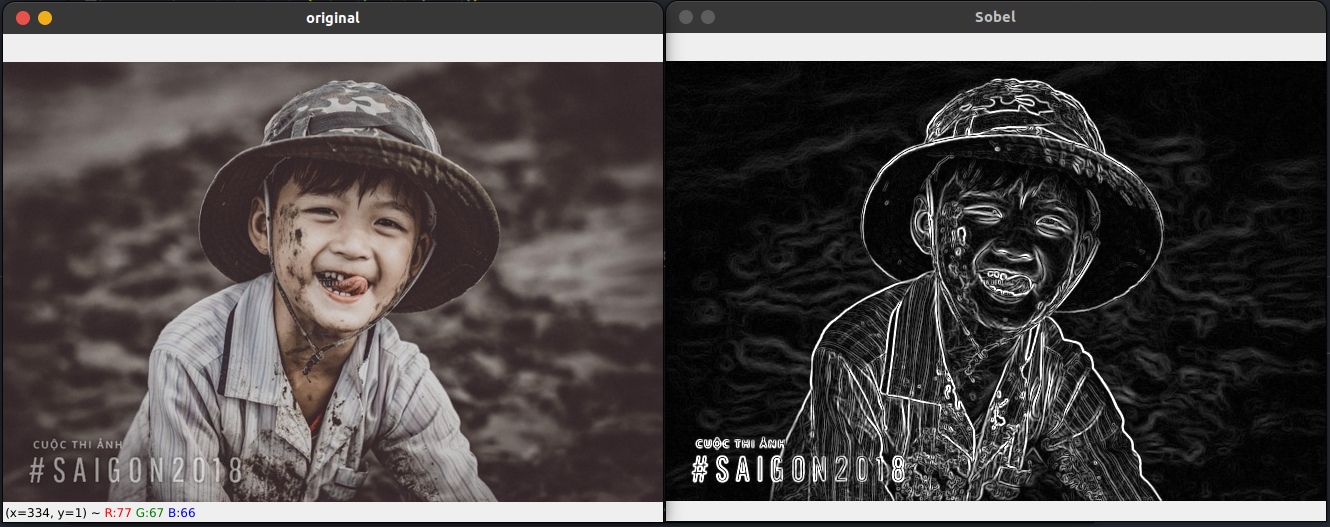 original
Sobel
CUỘC THI ẢNH
#SAIGON2018
CUỘC THI ẢNH
#SAIGON2018
(x=334, y=1) ~ R:77 G:67 B:66